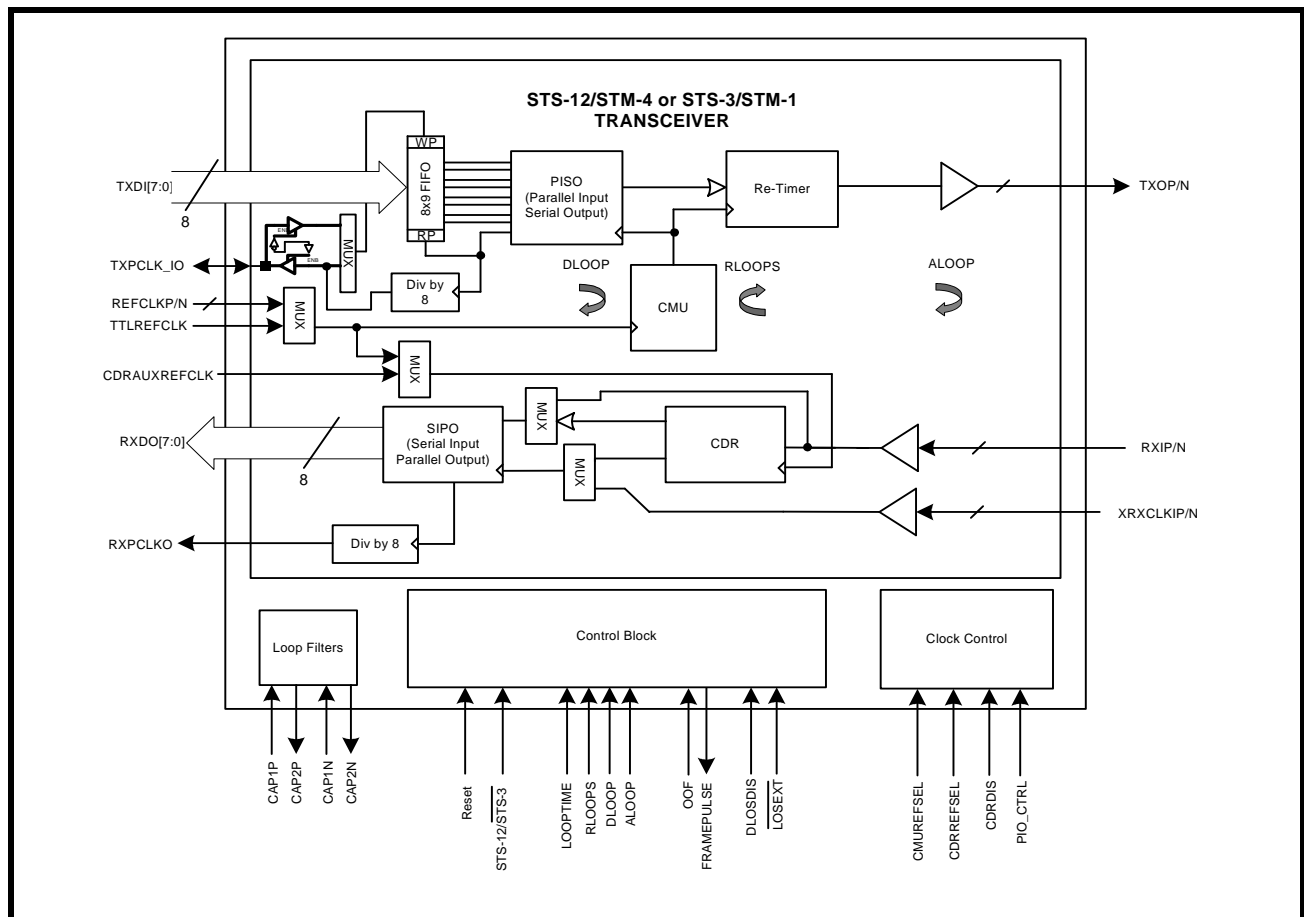 STS-12/STM-4 or STS-3/STM-1
TRANSCEIVER
WP
8x9 FIFO
RP
PISO
(Parallel Input
Serial Output)
Re-Timer
TXDI[7:0]
8
TXOP/N
ENB
ENB
MUX
TXPCLK_IO
Div by
8
DLOOP
RLOOPS
ALOOP
CMU
REFCLKP/N
TTLREFCLK
MUX
CDRAUXREFCLK
MUX
RXDO[7:0]
8
SIPO
(Serial Input
Parallel Output)
MUX
MUX
CDR
RXIP/N
XRXCLKIP/N
RXPCLKO
Div by 8
Loop Filters
Control Block
Clock Control
CAP1P
CAP2P
CAP1N
CAP2N
Reset
STS-12/STS-3
LOOPTIME
RLOOPS
DLOOP
ALOOP
OOF
FRAMEPULSE
DLOSDIS
LOSEXT
CMUREFSEL
CDRREFSEL
CDRDIS
PIO_CTRL